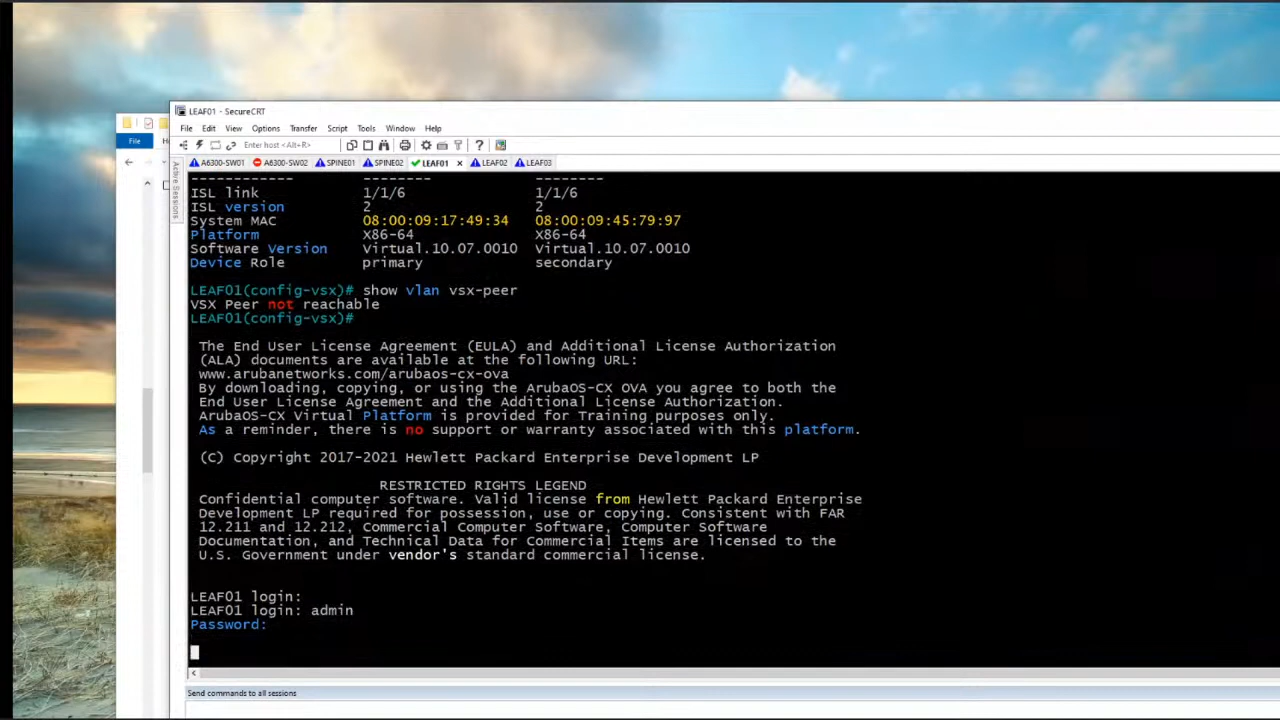 LEAF01 - SecureCRT
File Edit View Options Transfer Script Tools Window Help
File
Enter host <Alt+R>
A6300-SW01 A6300-SW02 SPINE01 SPINE02 LEAF01 × LEAF02 LEAF03
Active Sessions
------------ -------- --------
ISL link 1/1/6 1/1/6
ISL version 2 2
System MAC 08:00:09:17:49:34 08:00:09:45:79:97
Platform x86-64 x86-64
Software Version Virtual.10.07.0010 Virtual.10.07.0010
Device Role primary secondary
LEAF01(config-vsx)# show vlan vsx-peer
VSX Peer not reachable
LEAF01(config-vsx)#
The End User License Agreement (EULA) and Additional License Authorization
(ALA) documents are available at the following URL:
www.arubanetworks.com/arubaos-cx-ova
By downloading, copying, or using the ArubaOS-CX OVA you agree to both the
End User License Agreement and the Additional License Authorization.
ArubaOS-CX Virtual Platform is provided for Training purposes only.
As a reminder, there is no support or warranty associated with this platform.
(C) Copyright 2017-2021 Hewlett Packard Enterprise Development LP
RESTRICTED RIGHTS LEGEND
Confidential computer software. Valid license from Hewlett Packard Enterprise
Development LP required for possession, use or copying. Consistent with FAR
12.211 and 12.212, Commercial Computer Software, Computer Software
Documentation, and Technical Data for Commercial Items are licensed to the
U.S. Government under vendor's standard commercial license.
LEAF01 login:
LEAF01 login: admin
Password:
Send commands to all sessions